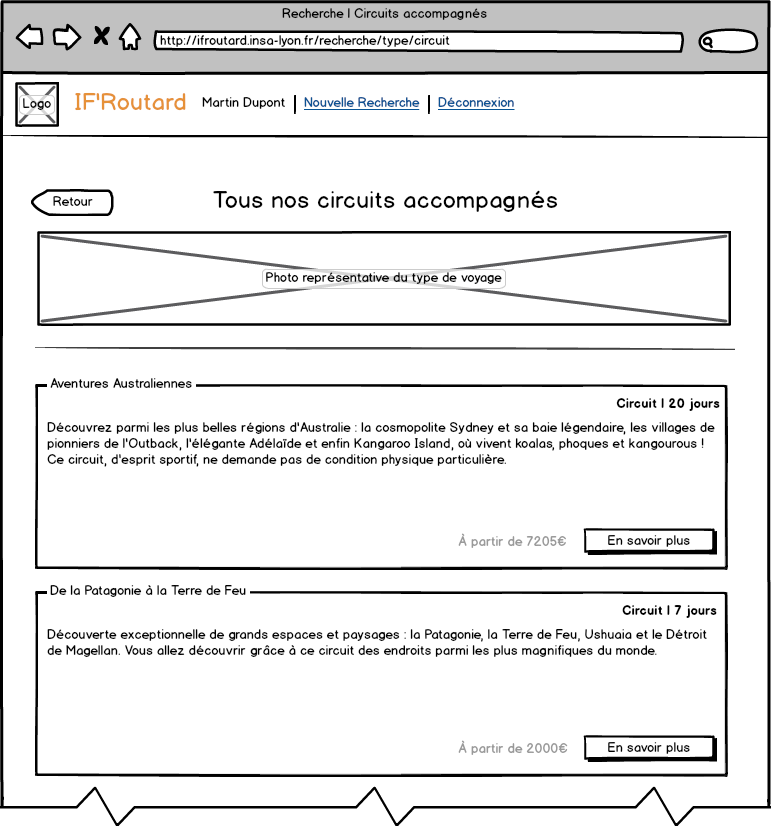 Recherche | Circuits accompagnés
http://ifroutard.insa-lyon.fr/recherche/type/circuit
Logo IF'Routard Martin Dupont | Nouvelle Recherche | Déconnexion
Retour
Tous nos circuits accompagnés
Photo représentative du type de voyage
Aventures Australiennes
Circuit | 20 jours
Découvrez parmi les plus belles régions d'Australie : la cosmopolite Sydney et sa baie légendaire, les villages de
pionniers de l'Outback, l'élégante Adélaïde et enfin Kangaroo Island, où vivent koalas, phoques et kangourous !
Ce circuit, d'esprit sportif, ne demande pas de condition physique particulière.
À partir de 7205€
En savoir plus
De la Patagonie à la Terre de Feu
Circuit | 7 jours
Découverte exceptionnelle de grands espaces et paysages : la Patagonie, la Terre de Feu, Ushuaia et le Détroit
de Magellan. Vous allez découvrir grâce à ce circuit des endroits parmi les plus magnifiques du monde.
À partir de 2000€
En savoir plus